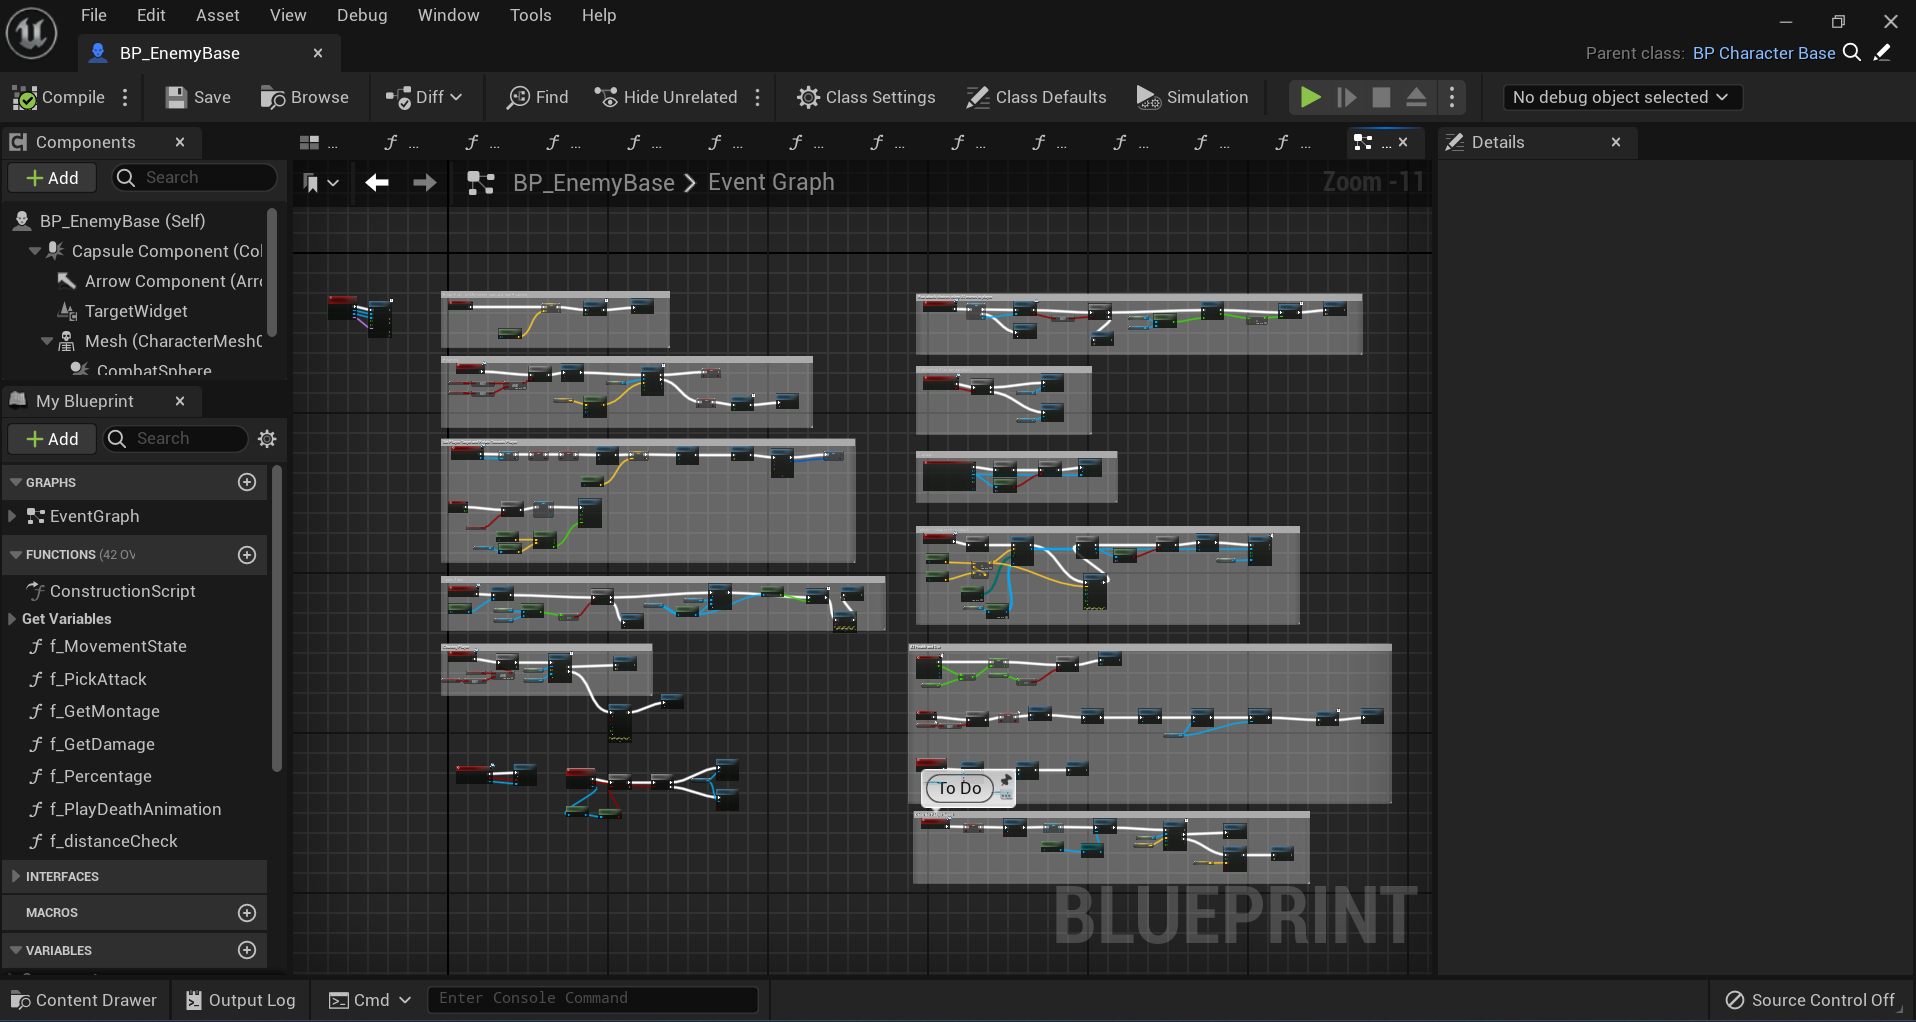 File Edit Asset View Debug Window Tools Help
BP_EnemyBase
Parent class: BP Character Base
Compile Save Browse Diff Find Hide Unrelated Class Settings Class Defaults Simulation No debug object selected
Components
... ... ... ... ... ... ... ... ... ... ... ... ... ...
Details
Add Search
BP_EnemyBase > Event Graph
Zoom -11
BP_EnemyBase (Self)
Capsule Component (Col
Arrow Component (Arro
TargetWidget
Mesh (CharacterMesh0
CombatSphere
My Blueprint
Add Search
GRAPHS
EventGraph
FUNCTIONS (42 OV
ConstructionScript
Get Variables
f_MovementState
f_PickAttack
f_GetMontage
f_GetDamage
f_Percentage
f_PlayDeathAnimation
f_distanceCheck
INTERFACES
MACROS
VARIABLES
To Do
BLUEPRINT
Content Drawer Output Log Cmd Enter Console Command Source Control Off